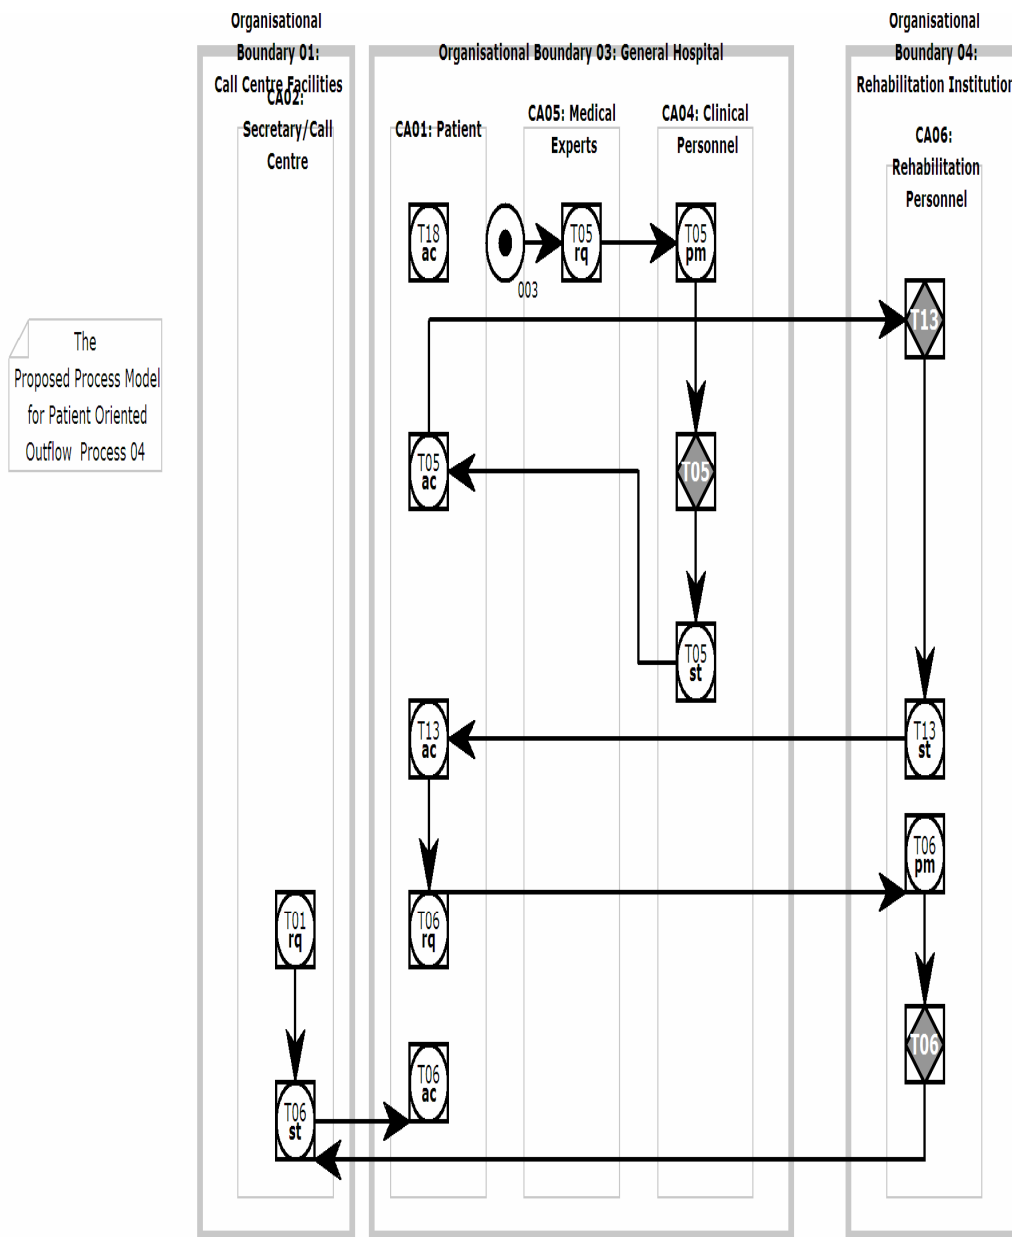 Organisational
Boundary 01:
Call Centre Facilities
CA02:
Secretary/Call
Centre
Organisational Boundary 03: General Hospital
CA01: Patient
CA05: Medical
Experts
CA04: Clinical
Personnel
Organisational
Boundary 04:
Rehabilitation Institution
CA06:
Rehabilitation
Personnel
T18
ac
003
T05
rq
T05
pm
T13
The
Proposed Process Model
for Patient Oriented
Outflow Process 04
T05
ac
T05
T05
st
T13
ac
T13
st
T06
pm
T01
rq
T06
rq
T06
T06
ac
T06
st